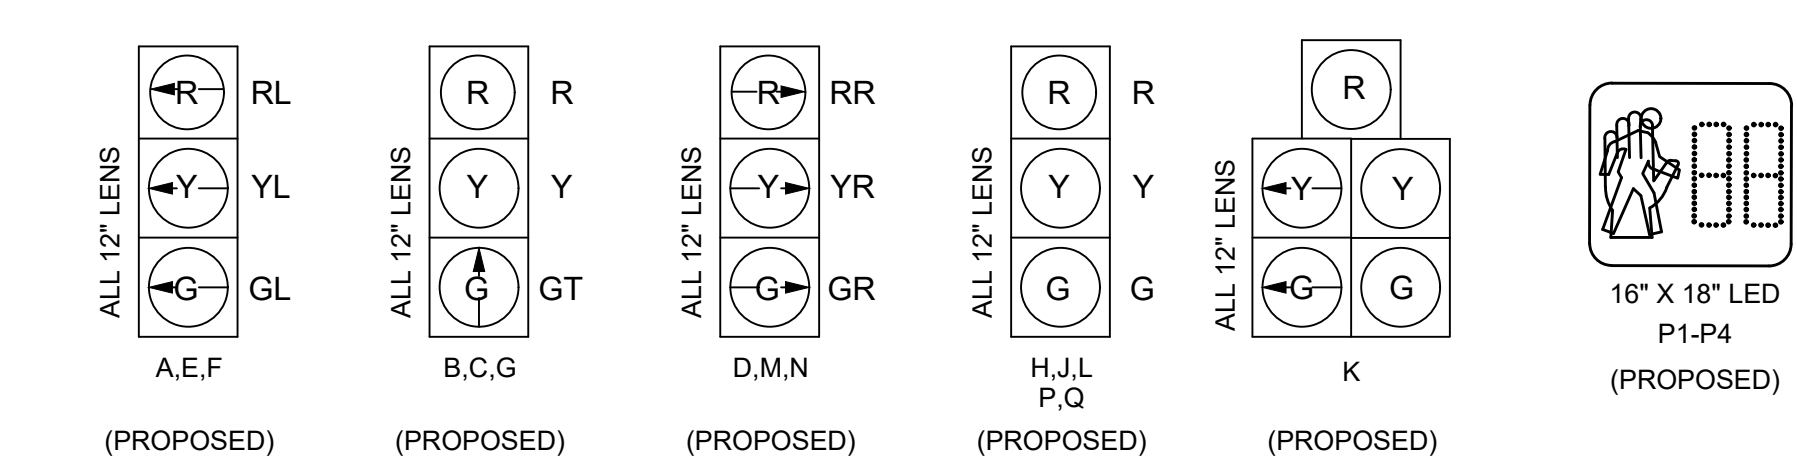 ALL 12" LENS
R RL
Y YL
G GL
A,E,F
(PROPOSED)
ALL 12" LENS
R R
Y Y
G GT
B,C,G
(PROPOSED)
ALL 12" LENS
R RR
Y YR
G GR
D,M,N
(PROPOSED)
ALL 12" LENS
R R
Y Y
G G
H,J,L
P,Q
(PROPOSED)
ALL 12" LENS
R
Y Y
G G
K
(PROPOSED)
88
16" X 18" LED
P1-P4
(PROPOSED)